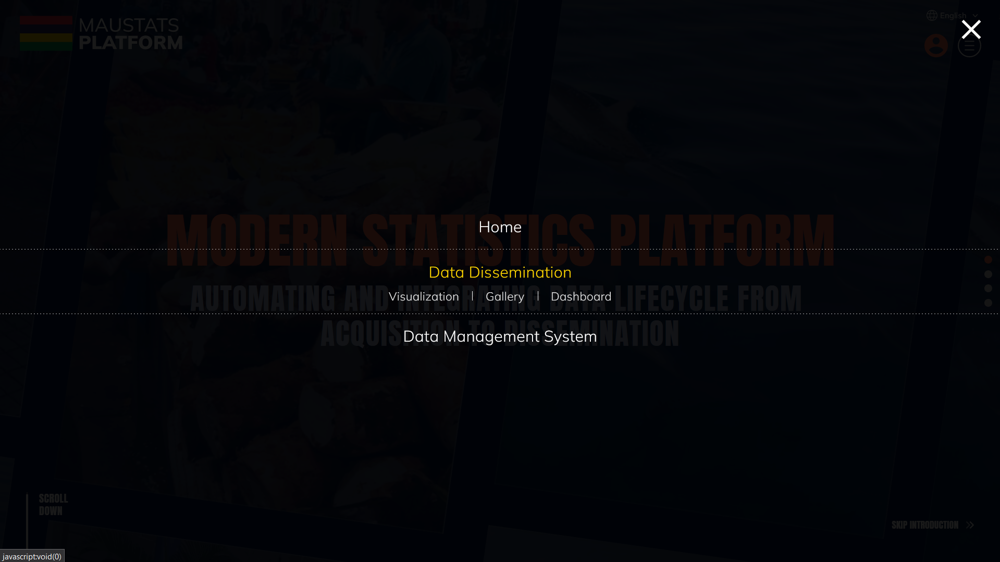 MAUSTATS
PLATFORM
English
MODERN STATISTICS PLATFORM
Home
Data Dissemination
AUTOMATING AND INTEGRATING DATA LIFECYCLE FROM
Visualization | Gallery | Dashboard
ACQUISITION TO DISSEMINATION
Data Management System
SCROLL
DOWN
SKIP INTRODUCTION
javascript:void(0)